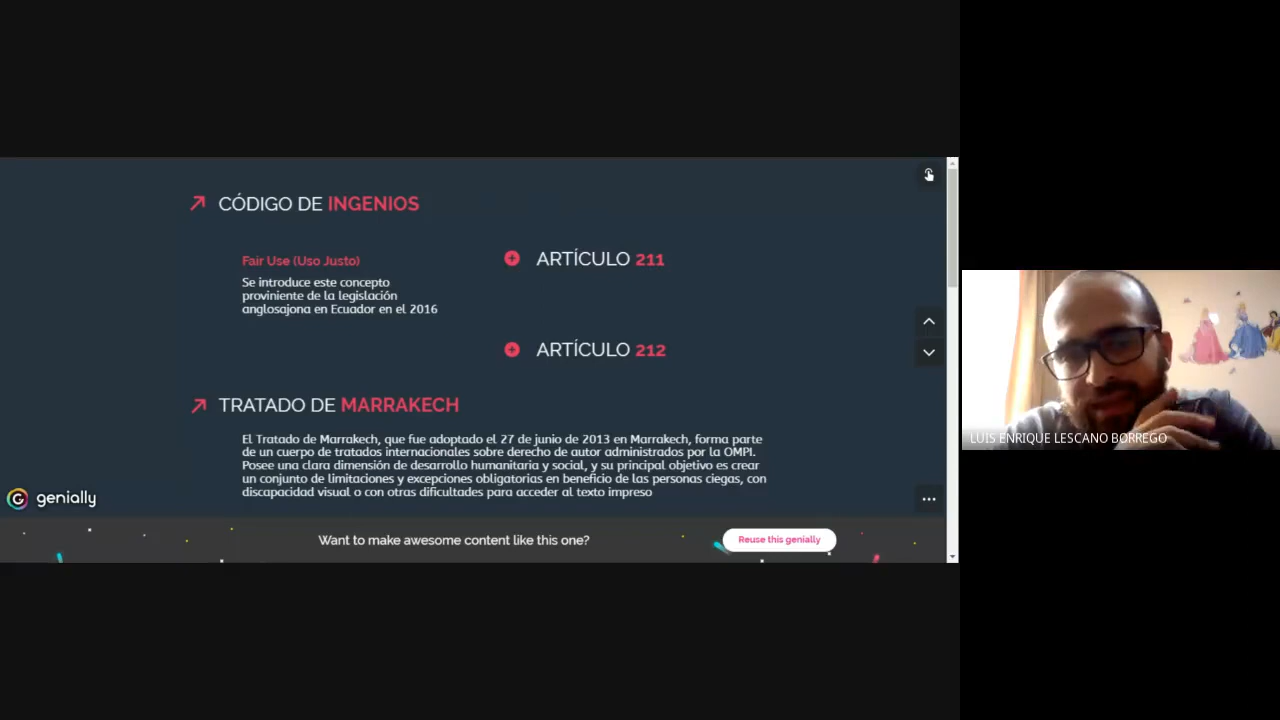 CÓDIGO DE INGENIOS
Fair Use (Uso Justo)
Se introduce este concepto
proviniente de la legislación
anglosajona en Ecuador en el 2016
ARTÍCULO 211
ARTÍCULO 212
TRATADO DE MARRAKECH
El Tratado de Marrakech, que fue adoptado el 27 de junio de 2013 en Marrakech, forma parte
de un cuerpo de tratados internacionales sobre derecho de autor administrados por la OMPI.
Posee una clara dimensión de desarrollo humanitaria y social, y su principal objetivo es crear
un conjunto de limitaciones y excepciones obligatorias en beneficio de las personas ciegas, con
discapacidad visual o con otras dificultades para acceder al texto impreso
genially
Want to make awesome content like this one?
Reuse this genially
LUIS ENRIQUE LESCANO BORREGO